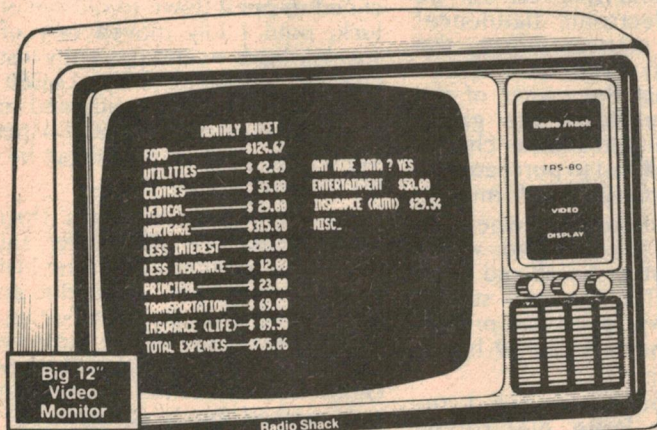 MONTHLY BUDGET
FOOD $124.67
UTILITIES $ 42.89
CLOTHES $ 35.00
MEDICAL $ 29.00
MORTGAGE $315.00
LESS INTEREST $280.00
LESS INSURANCE $ 12.00
PRINCIPAL $ 23.00
TRANSPORTATION $ 69.00
INSURANCE (LIFE) $ 89.50
TOTAL EXPENCES $705.06
ANY MORE DATA ? YES
ENTERTAINMENT $50.00
INSURANCE (AUTO) $29.54
MISC_
Radio Shack
TRS-80
VIDEO
DISPLAY
Big 12"
Video
Monitor
Radio Shack